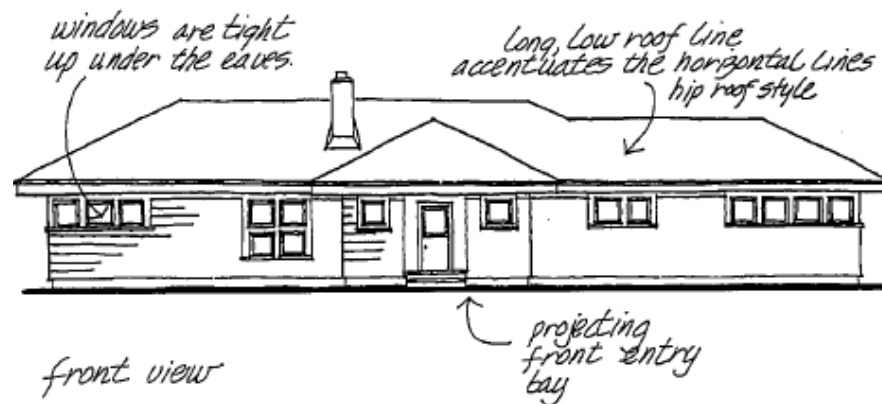 windows are tight
up under the eaves.
long, low roof line
accentuates the horizontal lines
hip roof style
projecting
front entry
bay
front view